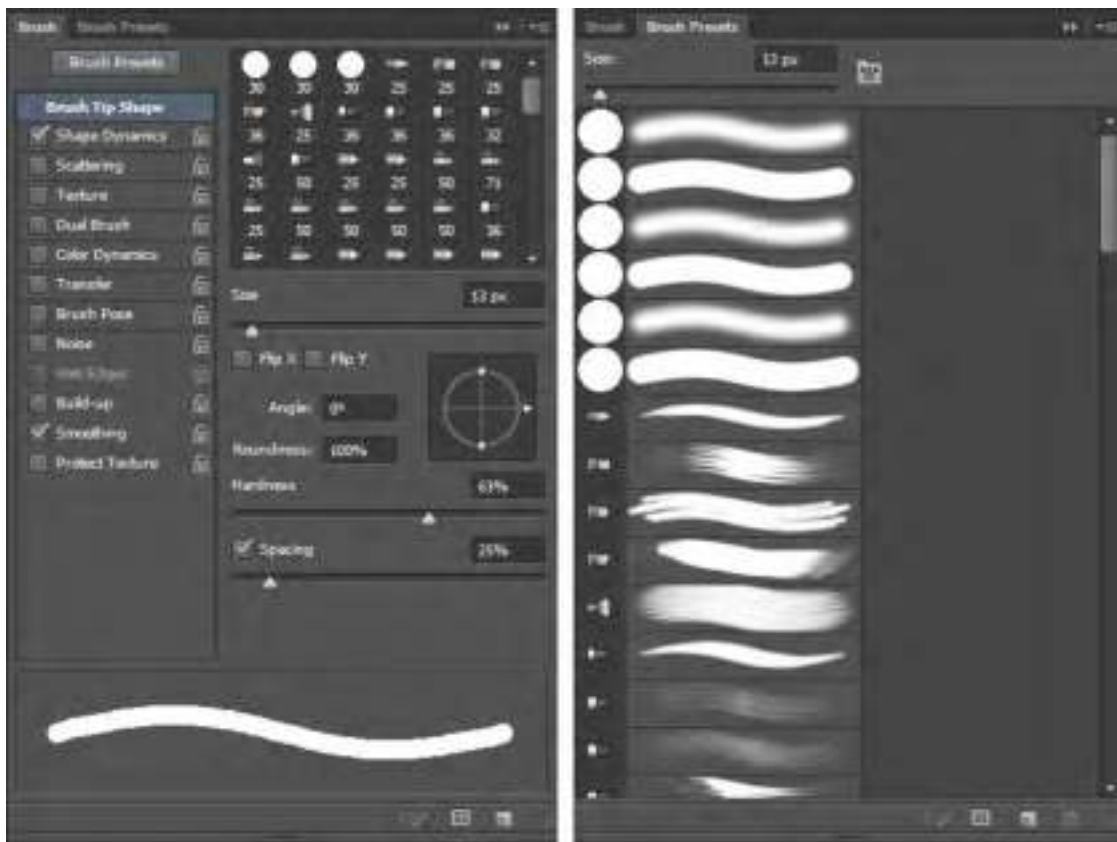 Brush Brush Presets
Brush Presets
Brush Tip Shape
Shape Dynamics
Scattering
Texture
Dual Brush
Color Dynamics
Transfer
Brush Pose
Noise
Wet Edges
Build-up
Smoothing
Protect Texture
30 30 30 25 25 25
36 25 36 36 36 32
25 50 25 25 50 71
25 50 50 50 50 36
Size 13 px
Flip X Flip Y
Angle: 0°
Roundness: 100%
Hardness 63%
Spacing 25%
Brush Brush Presets
Size: 13 px